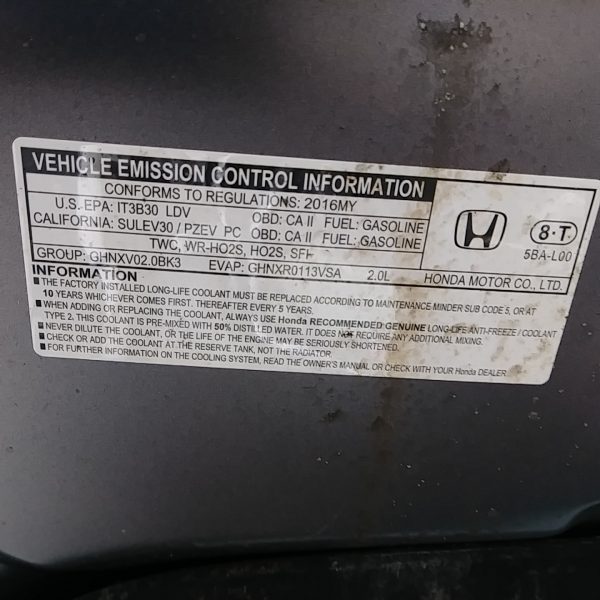 VEHICLE EMISSION CONTROL INFORMATION
CONFORMS TO REGULATIONS: 2016MY
U.S. EPA: IT3B30 LDV OBD: CA II FUEL: GASOLINE
CALIFORNIA: SULEV30 / PZEV PC OBD: CA II FUEL: GASOLINE
TWC, WR-HO2S, HO2S, SFI
GROUP: GHNXV02.0BK3 EVAP: GHNXR0113VSA 2.0L
8·T
5BA-L00
HONDA MOTOR CO., LTD.
INFORMATION
■ THE FACTORY INSTALLED LONG-LIFE COOLANT MUST BE REPLACED ACCORDING TO MAINTENANCE MINDER SUB CODE 5, OR AT
10 YEARS WHICHEVER COMES FIRST. THEREAFTER EVERY 5 YEARS.
■ WHEN ADDING OR REPLACING THE COOLANT, ALWAYS USE Honda RECOMMENDED GENUINE LONG-LIFE ANTI-FREEZE / COOLANT
TYPE 2. THIS COOLANT IS PRE-MIXED WITH 50% DISTILLED WATER. IT DOES NOT REQUIRE ANY ADDITIONAL MIXING.
■ NEVER DILUTE THE COOLANT, OR THE LIFE OF THE ENGINE MAY BE SERIOUSLY SHORTENED.
■ CHECK OR ADD THE COOLANT AT THE RESERVE TANK, NOT THE RADIATOR.
■ FOR FURTHER INFORMATION ON THE COOLING SYSTEM, READ THE OWNER'S MANUAL OR CHECK WITH YOUR Honda DEALER.